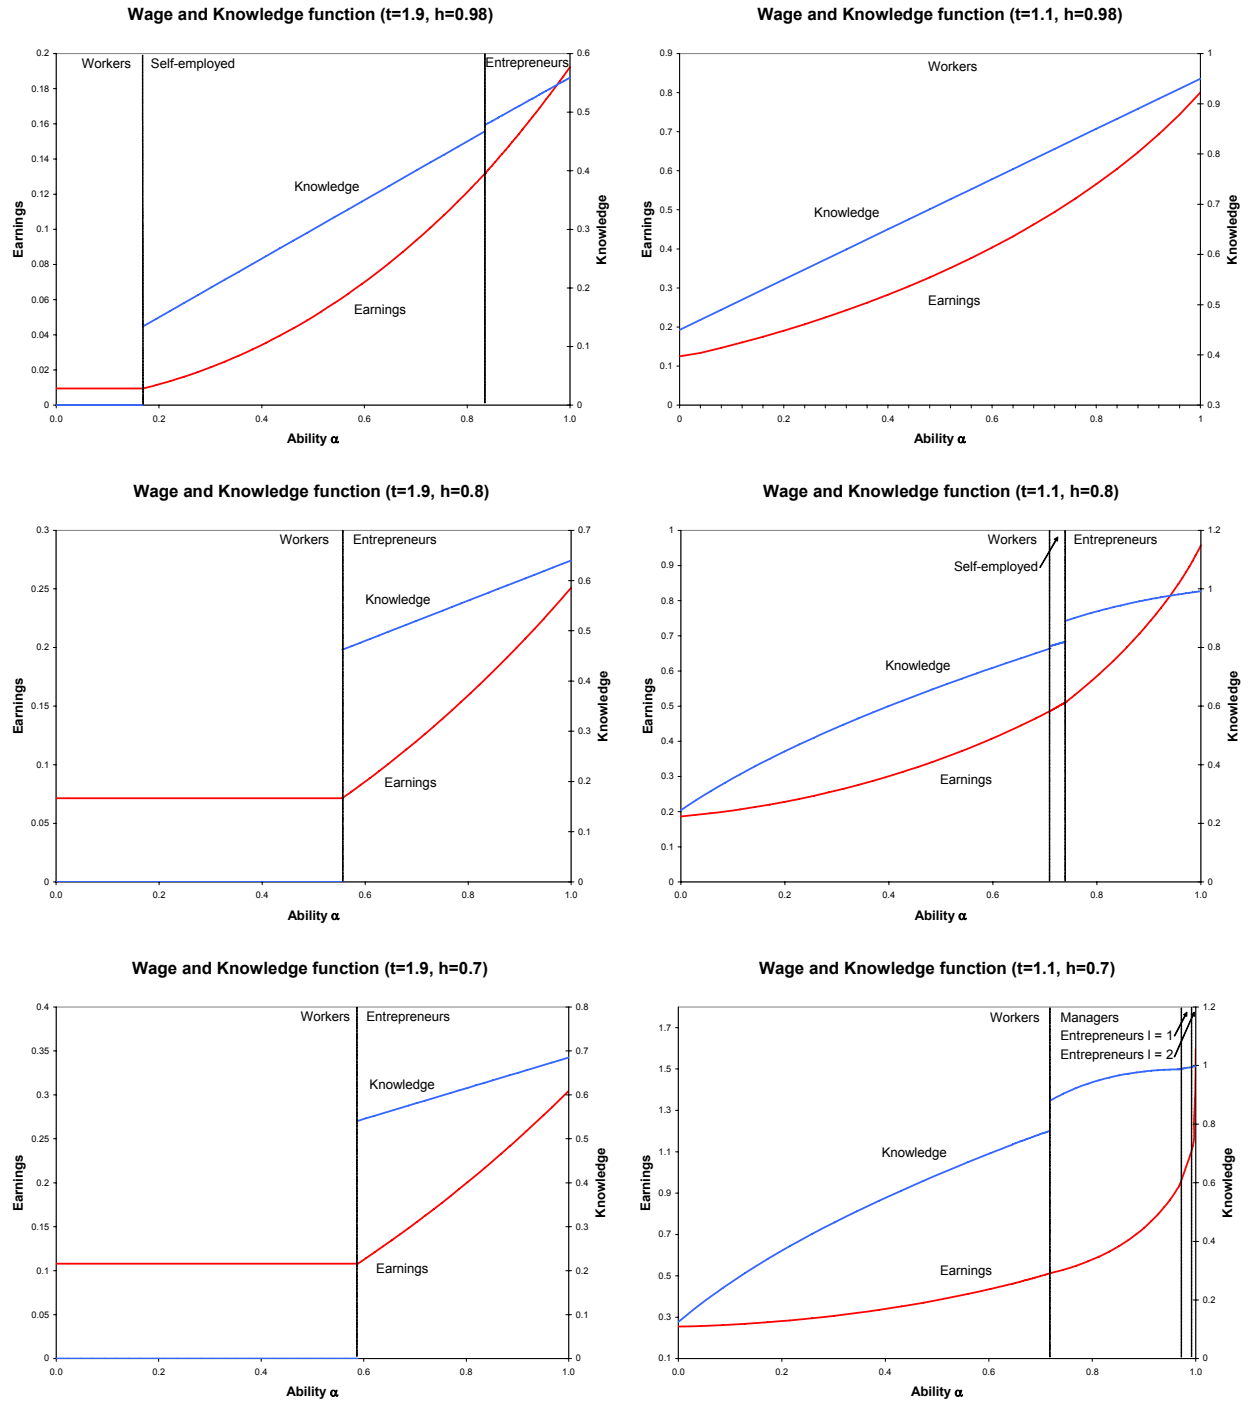 Wage and Knowledge function (t=1.9, h=0.98)
0.2
0.18
0.16
0.14
0.12
0.1
0.08
0.06
0.04
0.02
0
Earnings
Workers
Self-employed
Entrepreneurs
Knowledge
Earnings
0.6
0.5
0.4
0.3
0.2
0.1
0
Knowledge
0.0 0.2 0.4 0.6 0.8 1.0
Ability α
Wage and Knowledge function (t=1.1, h=0.98)
0.9
0.8
0.7
0.6
0.5
0.4
0.3
0.2
0.1
0
Earnings
Workers
Knowledge
Earnings
1
0.9
0.8
0.7
0.6
0.5
0.4
0.3
Knowledge
0 0.2 0.4 0.6 0.8 1
Ability α
Wage and Knowledge function (t=1.9, h=0.8)
0.3
0.25
0.2
0.15
0.1
0.05
0
Earnings
Workers
Entrepreneurs
Knowledge
Earnings
0.7
0.6
0.5
0.4
0.3
0.2
0.1
0
Knowledge
0.0 0.2 0.4 0.6 0.8 1.0
Ability α
Wage and Knowledge function (t=1.1, h=0.8)
1
0.9
0.8
0.7
0.6
0.5
0.4
0.3
0.2
0.1
0
Earnings
Workers
Self-employed
Entrepreneurs
Knowledge
Earnings
1.2
1
0.8
0.6
0.4
0.2
0
Knowledge
0.0 0.2 0.4 0.6 0.8 1.0
Ability α
Wage and Knowledge function (t=1.9, h=0.7)
0.4
0.35
0.3
0.25
0.2
0.15
0.1
0.05
0
Earnings
Workers
Entrepreneurs
Knowledge
Earnings
0.8
0.7
0.6
0.5
0.4
0.3
0.2
0.1
0
Knowledge
0.0 0.2 0.4 0.6 0.8 1.0
Ability α
Wage and Knowledge function (t=1.1, h=0.7)
1.7
1.5
1.3
1.1
0.9
0.7
0.5
0.3
0.1
Earnings
Workers
Managers
Entrepreneurs l = 1
Entrepreneurs l = 2
Knowledge
Earnings
1.2
1
0.8
0.6
0.4
0.2
0
Knowledge
0.0 0.2 0.4 0.6 0.8 1.0
Ability α